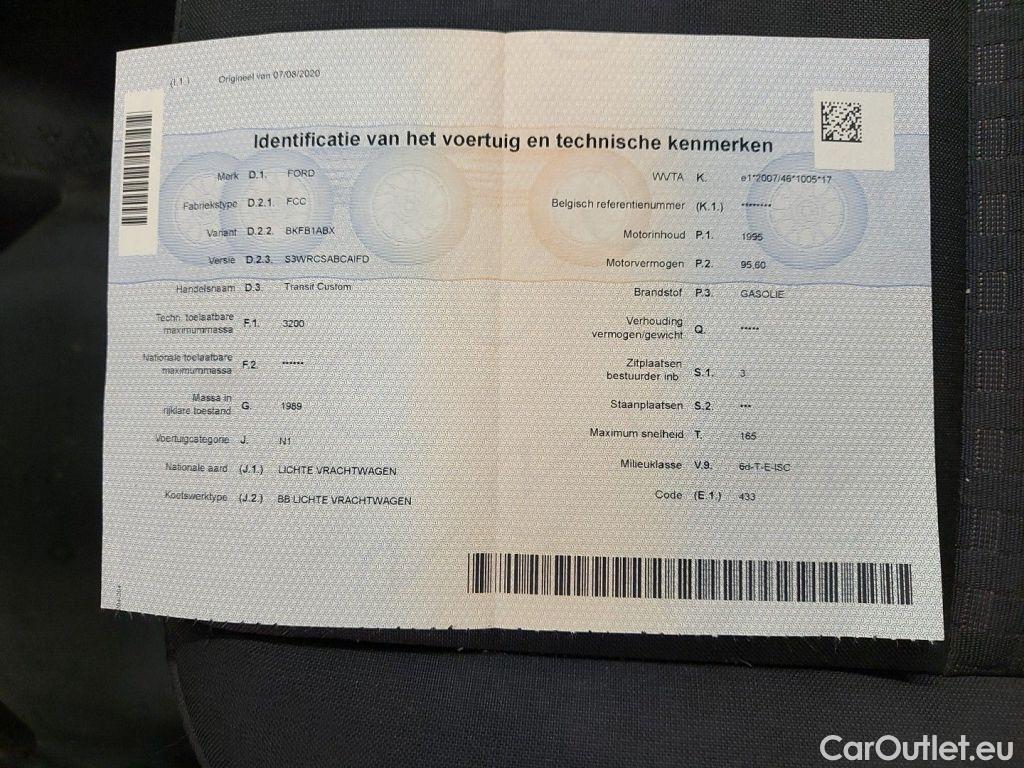 (I.1.) Origineel van 07/08/2020
Identificatie van het voertuig en technische kenmerken
Merk D.1. FORD
Fabriekstype D.2.1. FCC
Variant D.2.2. BKFB1ABX
Versie D.2.3. S3WRCSABCAIFD
Handelsnaam D.3. Transit Custom
Techn. toelaatbare
maximummassa F.1. 3200
Nationale toelaatbare
maximummassa F.2. ******
Massa in
rijklare toestand G. 1989
Voertuigcategorie J. N1
Nationale aard (J.1.) LICHTE VRACHTWAGEN
Koetswerktype (J.2.) BB LICHTE VRACHTWAGEN
WVTA K. e1*2007/46*1005*17
Belgisch referentienummer (K.1.) ********
Motorinhoud P.1. 1995
Motorvermogen P.2. 95,60
Brandstof P.3. GASOLIE
Verhouding
vermogen/gewicht Q. *****
Zitplaatsen
bestuurder inb S.1. 3
Staanplaatsen S.2. ***
Maximum snelheid T. 165
Milieuklasse V.9. 6d-T-E-ISC
Code (E.1.) 433
CarOutlet.eu